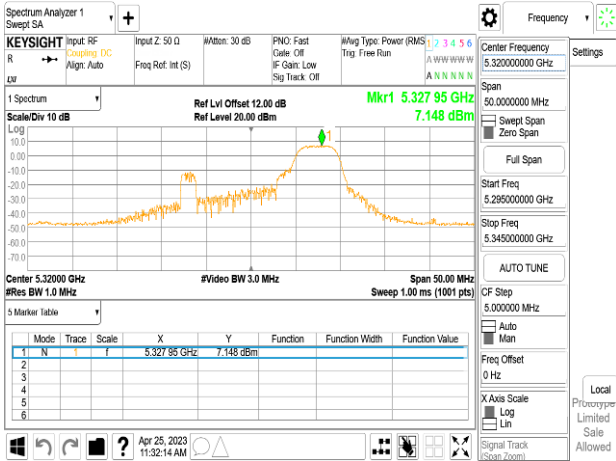 Spectrum Analyzer 1
Swept SA
Frequency
KEYSIGHT
R
Input: RF
Coupling: DC
Align: Auto
Input Z: 50 Ω
Freq Ref: Int (S)
#Atten: 30 dB
PNO: Fast
Gate: Off
IF Gain: Low
Sig Track: Off
#Avg Type: Power (RMS
Trig: Free Run
1 2 3 4 5 6
A W W W W W
A N N N N N
1 Spectrum
Scale/Div 10 dB
Ref Lvl Offset 12.00 dB
Ref Level 20.00 dBm
Mkr1 5.327 95 GHz
7.148 dBm
Log
10.0
0.00
-10.0
-20.0
-30.0
-40.0
-50.0
-60.0
-70.0
1
Center 5.32000 GHz
#Res BW 1.0 MHz
#Video BW 3.0 MHz
Span 50.00 MHz
Sweep 1.00 ms (1001 pts)
5 Marker Table
Mode Trace Scale X Y Function Function Width Function Value
1 N 1 f 5.327 95 GHz 7.148 dBm
2
3
4
5
6
Apr 25, 2023
11:32:14 AM
Center Frequency
5.320000000 GHz
Span
50.0000000 MHz
Swept Span
Zero Span
Full Span
Start Freq
5.295000000 GHz
Stop Freq
5.345000000 GHz
AUTO TUNE
CF Step
5.000000 MHz
Auto
Man
Freq Offset
0 Hz
X Axis Scale
Log
Lin
Signal Track
(Span Zoom)
Settings
Local
Prototype
Limited
Sale
Allowed